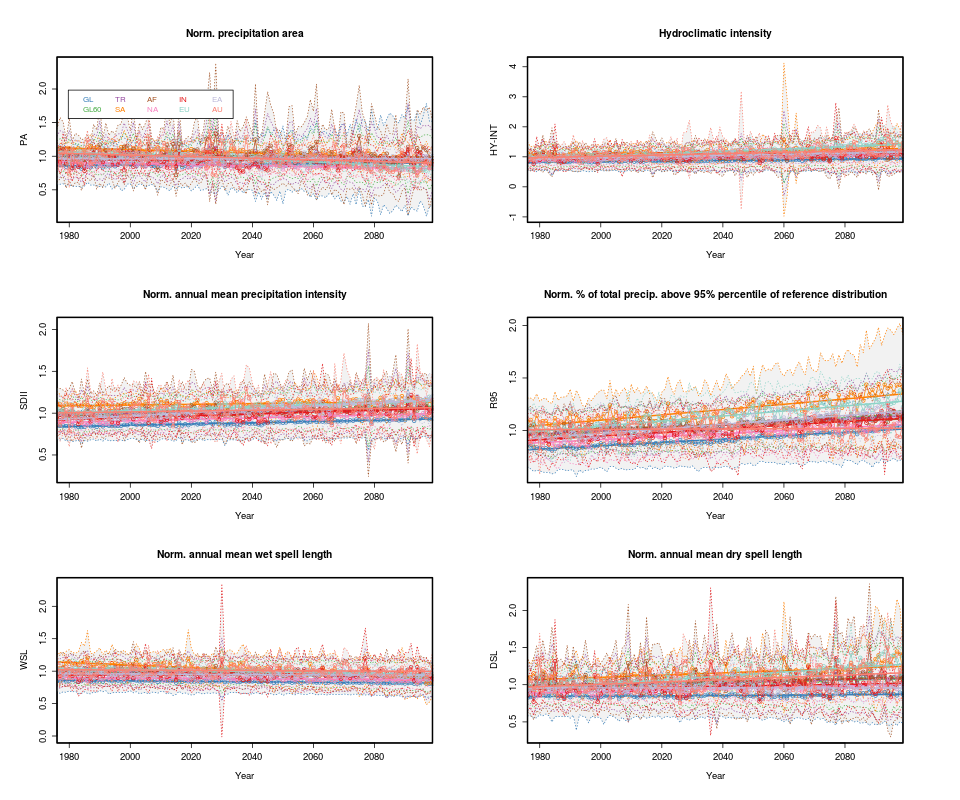 Norm. precipitation area
PA
0.5 1.0 1.5 2.0
GL TR AF IN EA
GL60 SA NA EU AU
1980 2000 2020 2040 2060 2080
Year
Hydroclimatic intensity
HY-INT
-1 0 1 2 3 4
1980 2000 2020 2040 2060 2080
Year
Norm. annual mean precipitation intensity
SDII
0.5 1.0 1.5 2.0
1980 2000 2020 2040 2060 2080
Year
Norm. % of total precip. above 95% percentile of reference distribution
R95
1.0 1.5 2.0
1980 2000 2020 2040 2060 2080
Year
Norm. annual mean wet spell length
WSL
0.0 0.5 1.0 1.5 2.0
1980 2000 2020 2040 2060 2080
Year
Norm. annual mean dry spell length
DSL
0.5 1.0 1.5 2.0
1980 2000 2020 2040 2060 2080
Year